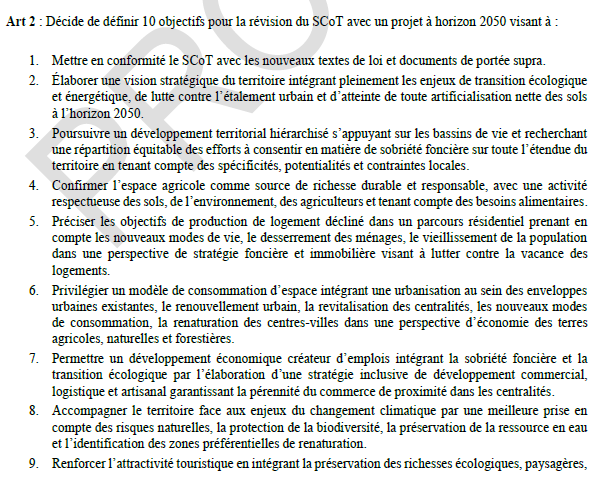 Art 2 : Décide de définir 10 objectifs pour la révision du SCoT avec un projet à horizon 2050 visant à :
1. Mettre en conformité le SCoT avec les nouveaux textes de loi et documents de portée supra.
2. Élaborer une vision stratégique du territoire intégrant pleinement les enjeux de transition écologique
et énergétique, de lutte contre l'étalement urbain et d'atteinte de toute artificialisation nette des sols
à l'horizon 2050.
3. Poursuivre un développement territorial hiérarchisé s'appuyant sur les bassins de vie et recherchant
une répartition équitable des efforts à consentir en matière de sobriété foncière sur toute l'étendue du
territoire en tenant compte des spécificités, potentialités et contraintes locales.
4. Confirmer l'espace agricole comme source de richesse durable et responsable, avec une activité
respectueuse des sols, de l'environnement, des agriculteurs et tenant compte des besoins alimentaires.
5. Préciser les objectifs de production de logement décliné dans un parcours résidentiel prenant en
compte les nouveaux modes de vie, le desserrement des ménages, le vieillissement de la population
dans une perspective de stratégie foncière et immobilière visant à lutter contre la vacance des
logements.
6. Privilégier un modèle de consommation d'espace intégrant une urbanisation au sein des enveloppes
urbaines existantes, le renouvellement urbain, la revitalisation des centralités, les nouveaux modes
de consommation, la renaturation des centres-villes dans une perspective d'économie des terres
agricoles, naturelles et forestières.
7. Permettre un développement économique créateur d'emplois intégrant la sobriété foncière et la
transition écologique par l'élaboration d'une stratégie inclusive de développement commercial,
logistique et artisanal garantissant la pérennité du commerce de proximité dans les centralités.
8. Accompagner le territoire face aux enjeux du changement climatique par une meilleure prise en
compte des risques naturels, la protection de la biodiversité, la préservation de la ressource en eau
et l'identification des zones préférentielles de renaturation.
9. Renforcer l'attractivité touristique en intégrant la préservation des richesses écologiques, paysagères,
PRO